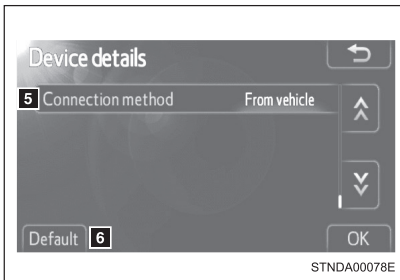 Device details
5 Connection method From vehicle
Default 6 OK
STNDA00078E